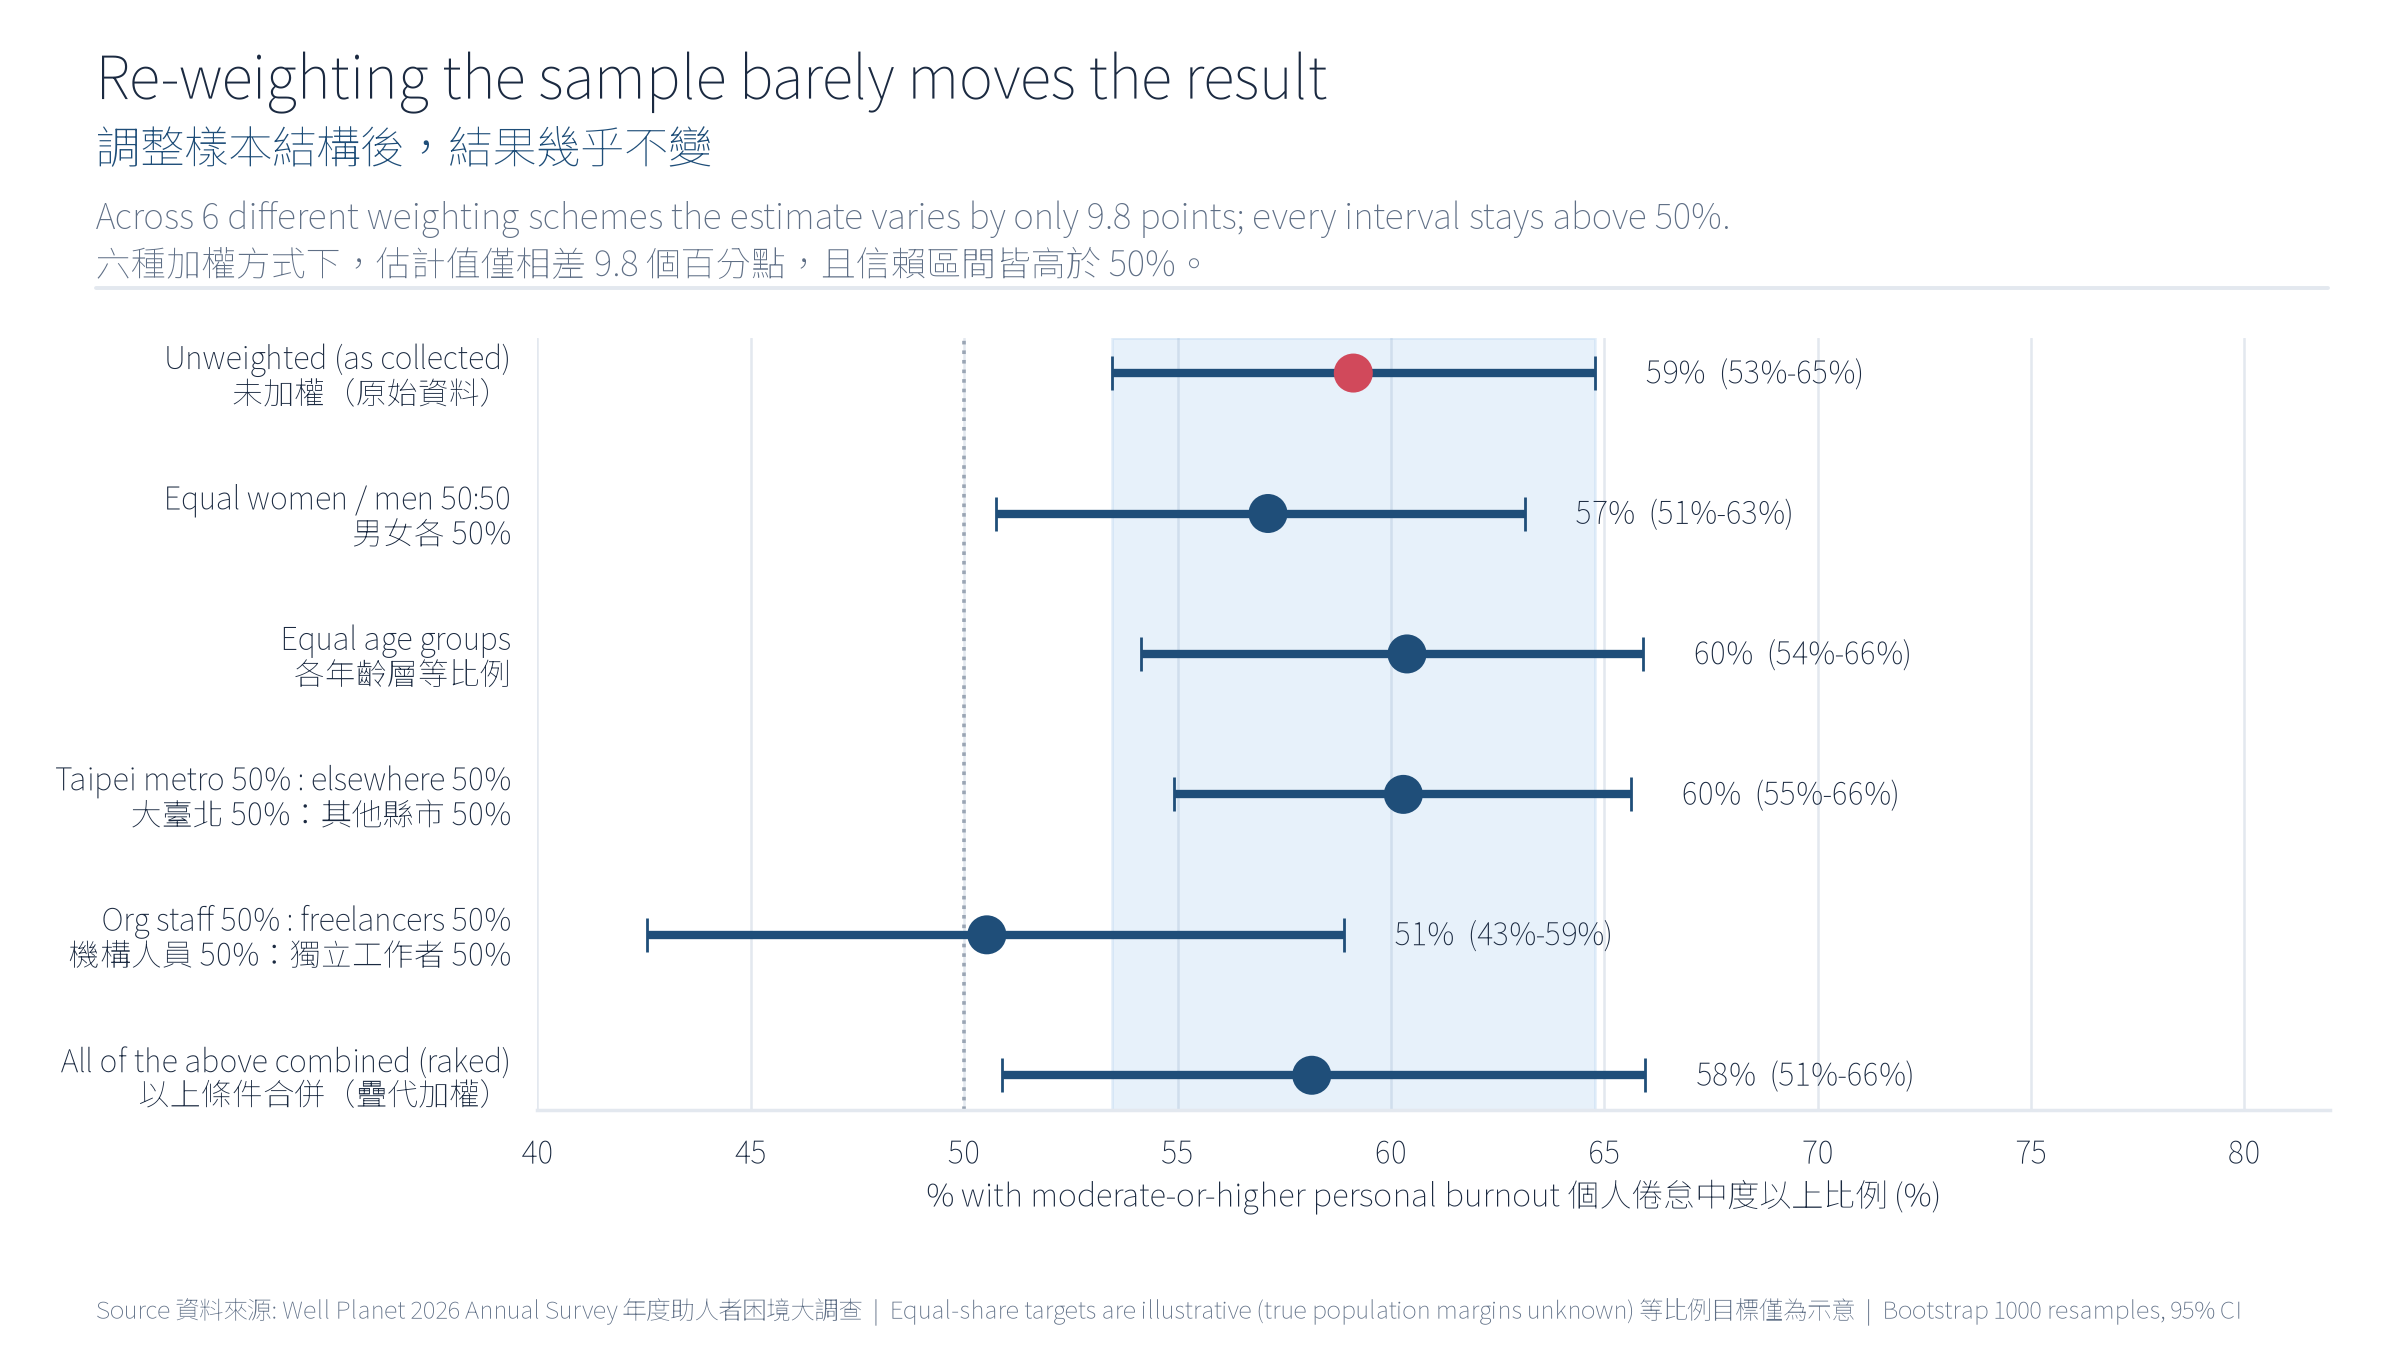 Re-weighting the sample barely moves the result
調整樣本結構後，結果幾乎不變
Across 6 different weighting schemes the estimate varies by only 9.8 points; every interval stays above 50%.
六種加權方式下，估計值僅相差 9.8 個百分點，且信賴區間皆高於 50%。
Unweighted (as collected)
未加權（原始資料）
59% (53%-65%)
Equal women / men 50:50
男女各 50%
57% (51%-63%)
Equal age groups
各年齡層等比例
60% (54%-66%)
Taipei metro 50% : elsewhere 50%
大臺北 50%：其他縣市 50%
60% (55%-66%)
Org staff 50% : freelancers 50%
機構人員 50%：獨立工作者 50%
51% (43%-59%)
All of the above combined (raked)
以上條件合併（疊代加權）
58% (51%-66%)
40 45 50 55 60 65 70 75 80
% with moderate-or-higher personal burnout 個人倦怠中度以上比例 (%)
Source 資料來源: Well Planet 2026 Annual Survey 年度助人者困境大調查 | Equal-share targets are illustrative (true population margins unknown) 等比例目標僅為示意 | Bootstrap 1000 resamples, 95% CI